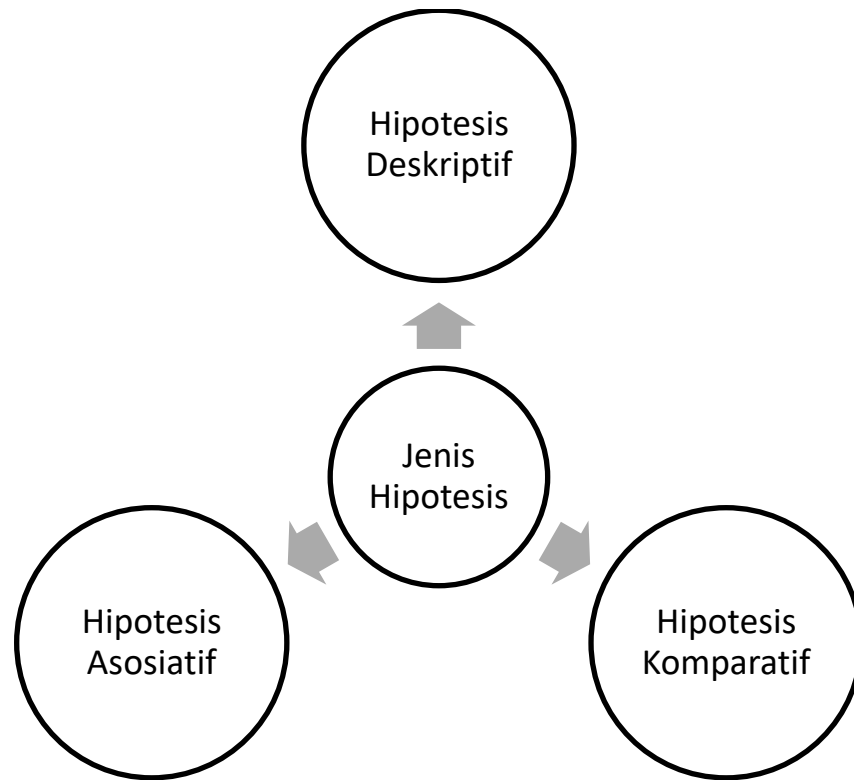 Hipotesis
Deskriptif
Jenis
Hipotesis
Hipotesis
Asosiatif
Hipotesis
Komparatif